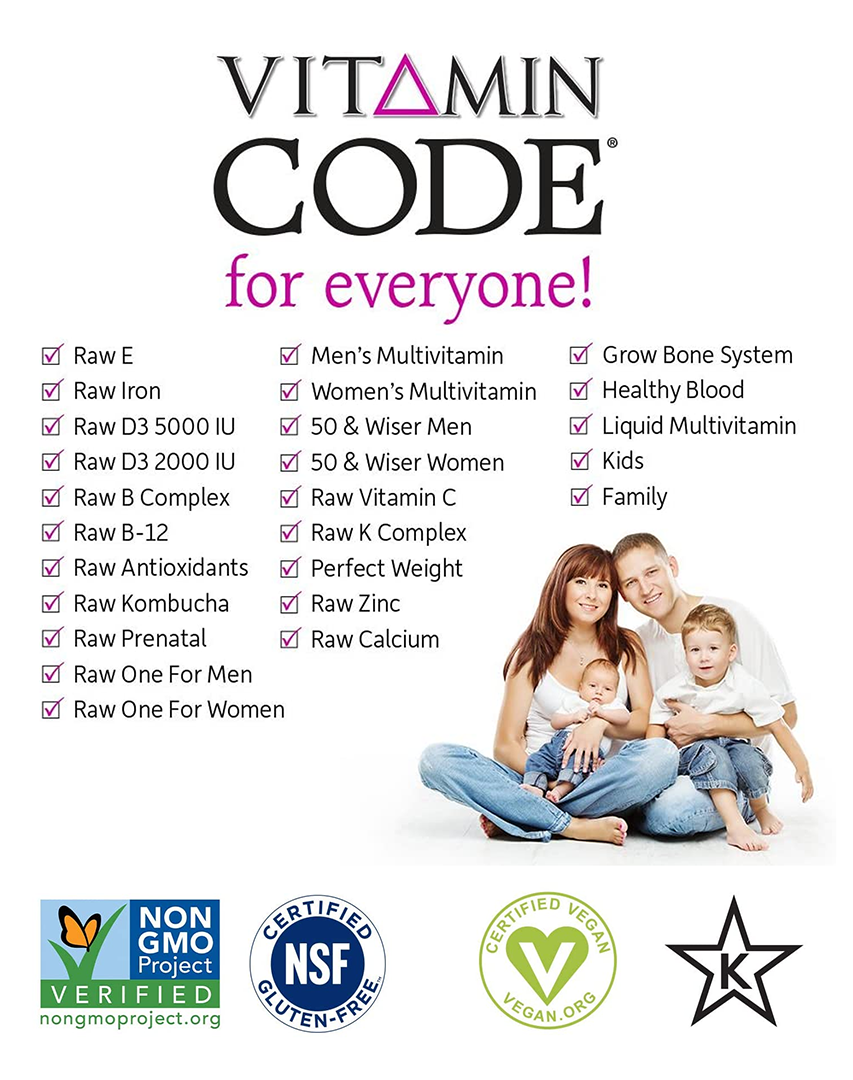 VITAMIN
CODE®
for everyone!
Raw E
Raw Iron
Raw D3 5000 IU
Raw D3 2000 IU
Raw B Complex
Raw B-12
Raw Antioxidants
Raw Kombucha
Raw Prenatal
Raw One For Men
Raw One For Women
Men’s Multivitamin
Women’s Multivitamin
50 & Wiser Men
50 & Wiser Women
Raw Vitamin C
Raw K Complex
Perfect Weight
Raw Zinc
Raw Calcium
Grow Bone System
Healthy Blood
Liquid Multivitamin
Kids
Family
NON
GMO
Project
VERIFIED
nongmoproject.org
CERTIFIED
NSF
GLUTEN-FREE™
CERTIFIED VEGAN
V
VEGAN.ORG
K